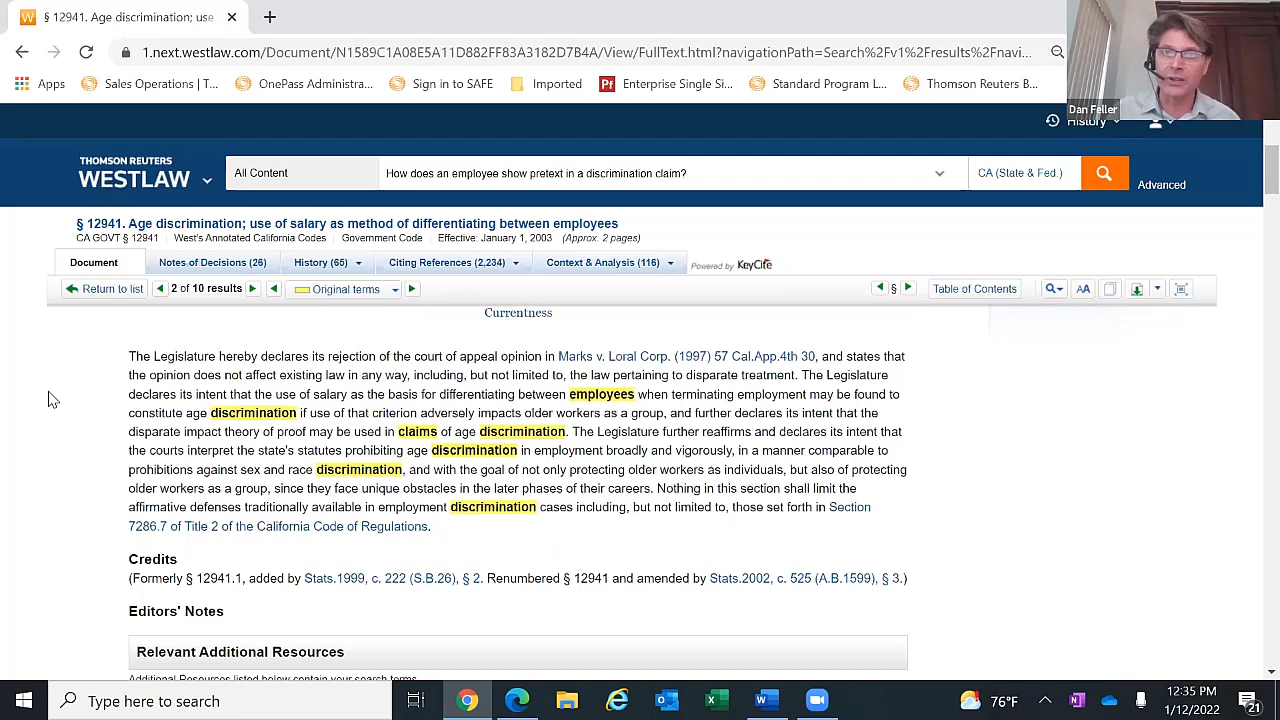 § 12941. Age discrimination; use
1.next.westlaw.com/Document/N1589C1A08E5A11D882FF83A318D7D4A/View/FullText.html?navigationPath=Search%2Fv1%2Fresults%2Fnavi...
Apps
Sales Operations | T...
OnePass Administra...
Sign in to SAC
Imported
Enterprise Single Si...
Standard Program L...
Thomson Reuters B...
Dan Feller
History
THOMSON REUTERS
WESTLAW
All Content
How does an employee show pretext in a discrimination claim?
CA (State & Fed.)
Advanced
§ 12941. Age discrimination; use of salary as method of differentiating between employees
CA GOVT § 12941 West's Annotated California Codes Government Code Effective: January 1, 2003 (Approx. 2 pages)
Document
Notes of Decisions (26)
History (65)
Citing References (2,234)
Context & Analysis (116)
Powered by KeyCite
Return to list
2 of 10 results
Original terms
§
Table of Contents
AA
Currentness
The Legislature hereby declares its rejection of the court of appeal opinion in Marks v. Loral Corp. (1997) 57 Cal.App.4th 30, and states that
the opinion does not affect existing law in any way, including, but not limited to, the law pertaining to disparate treatment. The Legislature
declares its intent that the use of salary as the basis for differentiating between employees when terminating employment may be found to
constitute age discrimination if use of that criterion adversely impacts older workers as a group, and further declares its intent that the
disparate impact theory of proof may be used in claims of age discrimination. The Legislature further reaffirms and declares its intent that
the courts interpret the state's statutes prohibiting age discrimination in employment broadly and vigorously, in a manner comparable to
prohibitions against sex and race discrimination, and with the goal of not only protecting older workers as individuals, but also of protecting
older workers as a group, since they face unique obstacles in the later phases of their careers. Nothing in this section shall limit the
affirmative defenses traditionally available in employment discrimination cases including, but not limited to, those set forth in Section
7286.7 of Title 2 of the California Code of Regulations.
Credits
(Formerly § 12941.1, added by Stats.1999, c. 222 (S.B.26), § 2. Renumbered § 12941 and amended by Stats.2002, c. 525 (A.B.1599), § 3.)
Editors' Notes
Relevant Additional Resources
Additional Resources listed below contain your search terms.
Type here to search
76°F
12:35 PM
1/12/2022
21